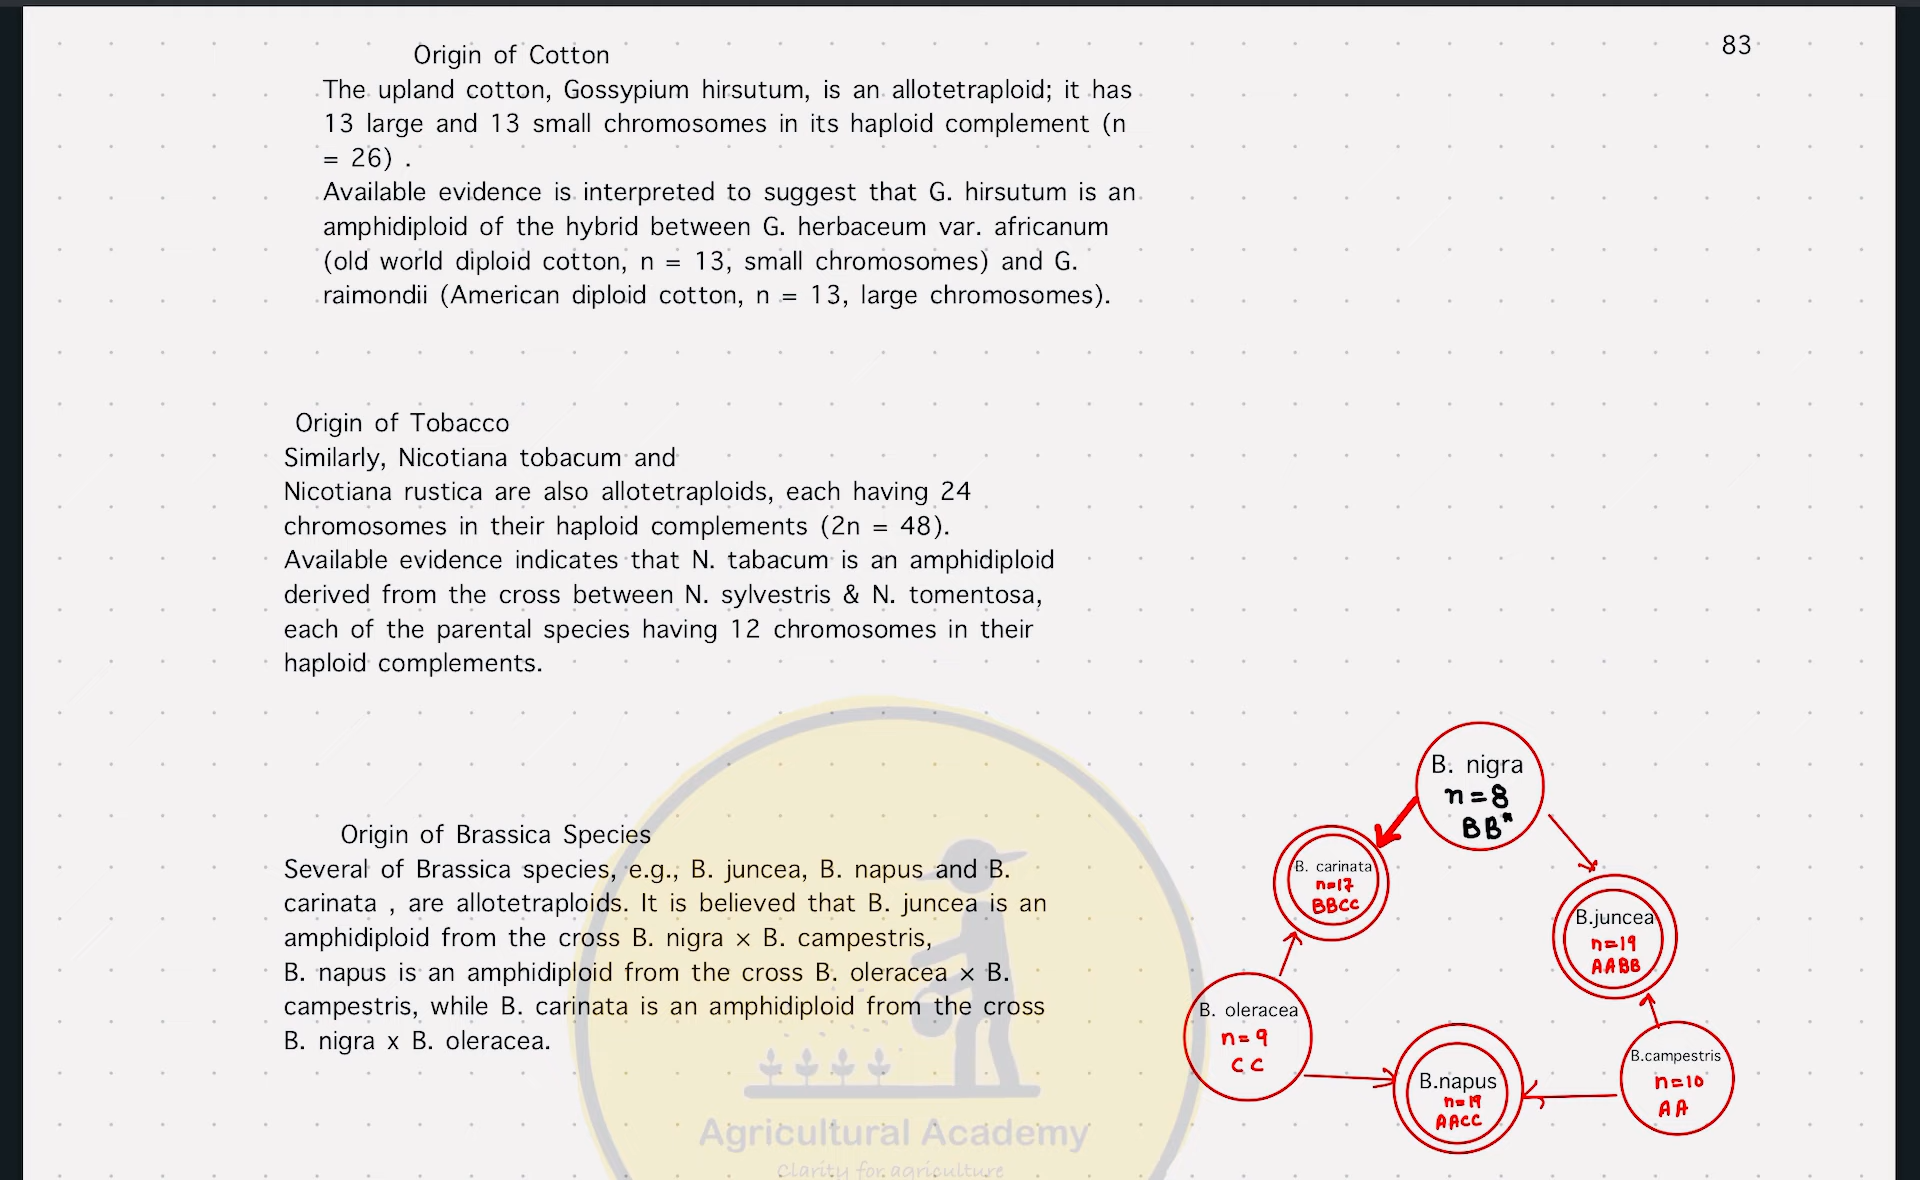 83
Origin of Cotton
The upland cotton, Gossypium hirsutum, is an allotetraploid; it has
13 large and 13 small chromosomes in its haploid complement (n
= 26) .
Available evidence is interpreted to suggest that G. hirsutum is an
amphidiploid of the hybrid between G. herbaceum var. africanum
(old world diploid cotton, n = 13, small chromosomes) and G.
raimondii (American diploid cotton, n = 13, large chromosomes).
Origin of Tobacco
Similarly, Nicotiana tobacum and
Nicotiana rustica are also allotetraploids, each having 24
chromosomes in their haploid complements (2n = 48).
Available evidence indicates that N. tabacum is an amphidiploid
derived from the cross between N. sylvestris & N. tomentosa,
each of the parental species having 12 chromosomes in their
haploid complements.
Origin of Brassica Species
Several of Brassica species, e.g., B. juncea, B. napus and B.
carinata , are allotetraploids. It is believed that B. juncea is an
amphidiploid from the cross B. nigra × B. campestris,
B. napus is an amphidiploid from the cross B. oleracea × B.
campestris, while B. carinata is an amphidiploid from the cross
B. nigra x B. oleracea.
B. nigra
n=8
BB*
B. carinata
n=17
BBCC
B.juncea
n=19
AABB
B. oleracea
n=9
CC
B.napus
n=19
AACC
B.campestris
n=10
AA
Agricultural Academy
Clarity for agriculture